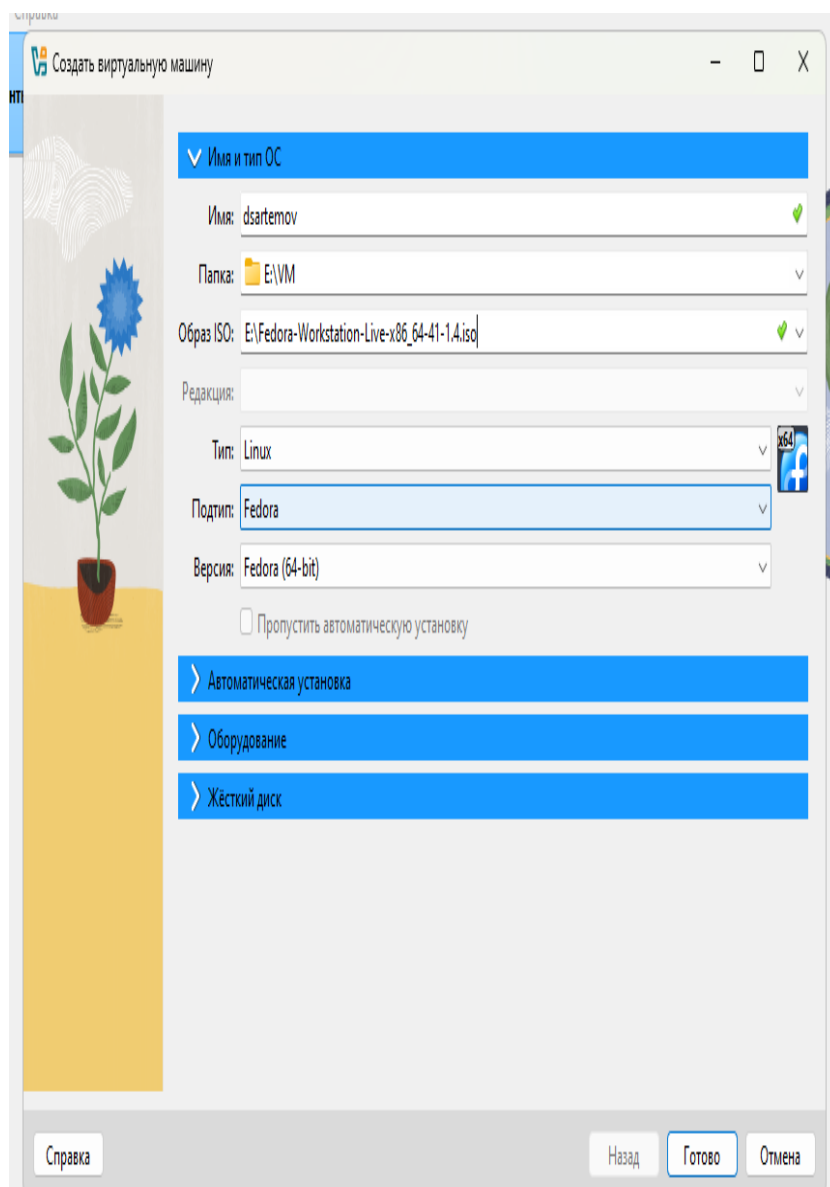 Справка
Создать виртуальную машину
Имя и тип ОС
Имя: dsartemov
Папка: E:\VM
Образ ISO: E:\Fedora-Workstation-Live-x86_64-41-1.4.iso
Редакция:
Тип: Linux
x64
Подтип: Fedora
Версия: Fedora (64-bit)
Пропустить автоматическую установку
Автоматическая установка
Оборудование
Жёсткий диск
Справка Назад Готово Отмена